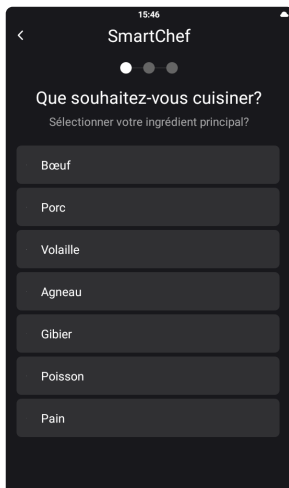 15:46
SmartChef
Que souhaitez-vous cuisiner?
Sélectionner votre ingrédient principal?
Bœuf
Porc
Volaille
Agneau
Gibier
Poisson
Pain